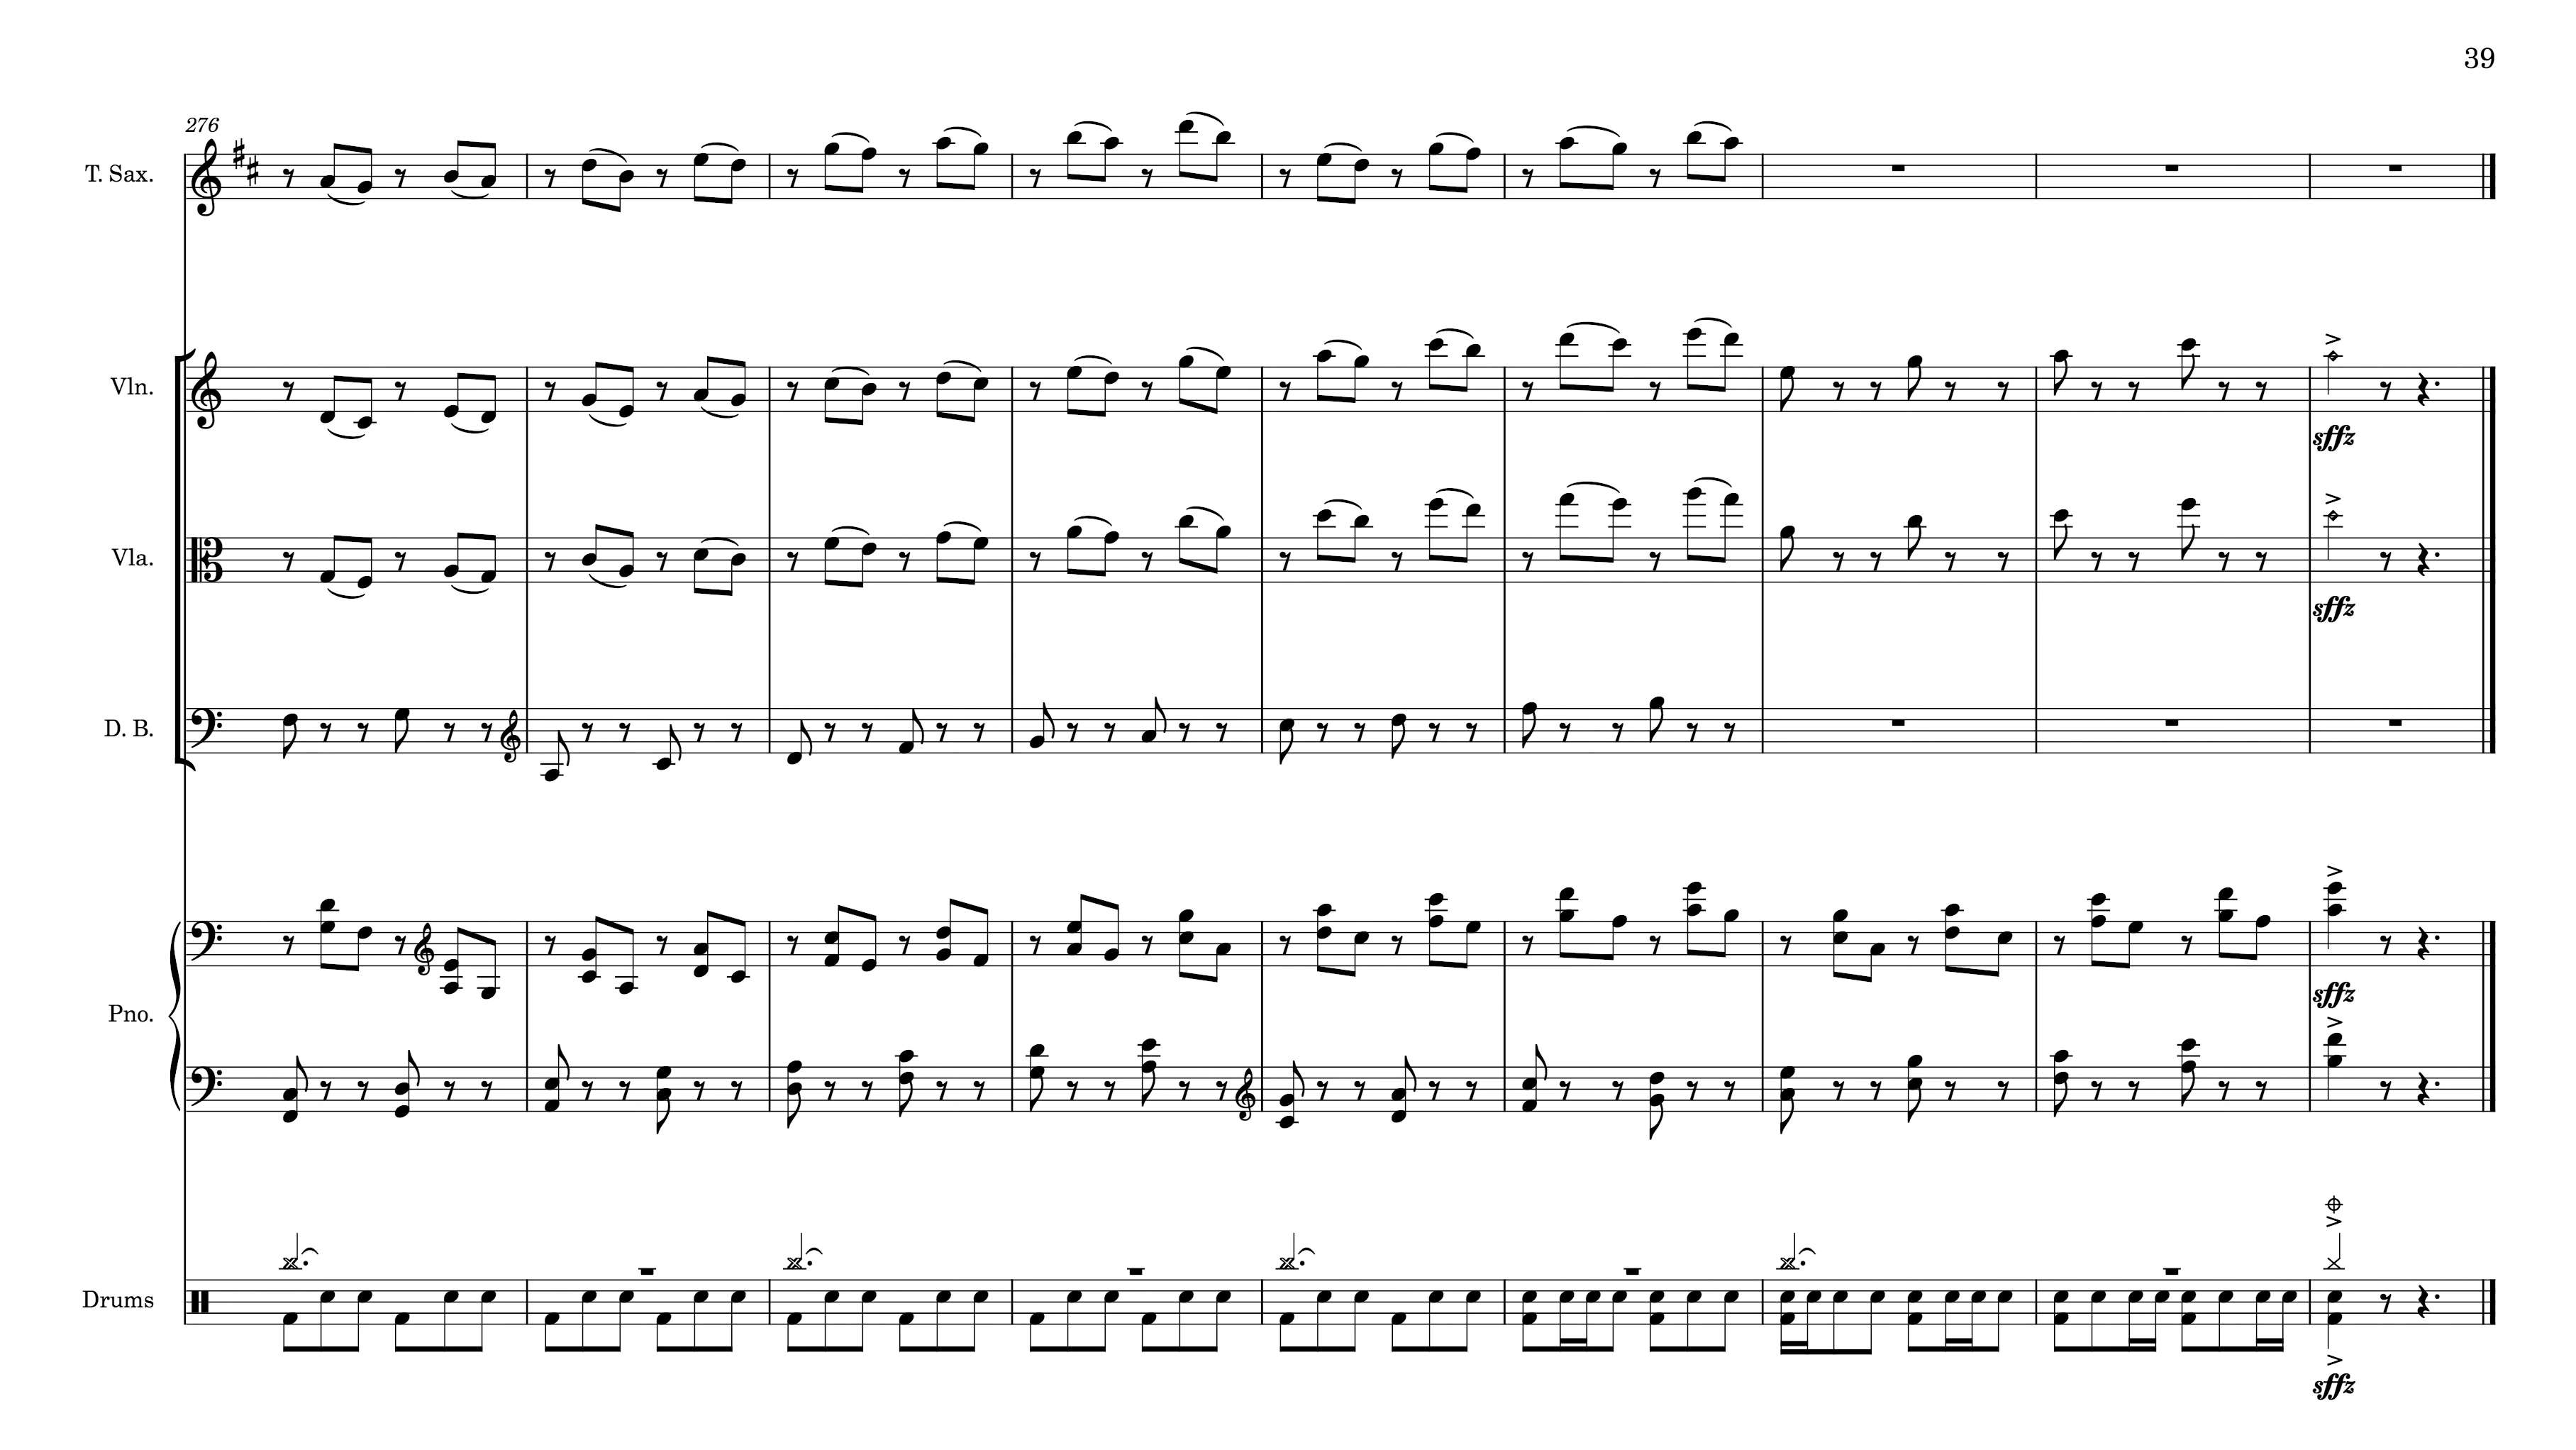 39
276
T. Sax.
Vln.
sffz
Vla.
sffz
D. B.
Pno.
sffz
Drums
sffz